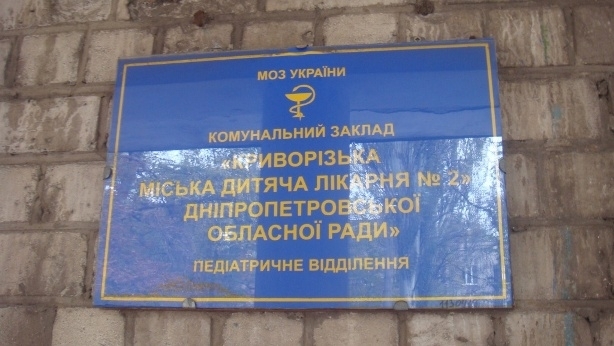 МОЗ УКРАЇНИ
КОМУНАЛЬНИЙ ЗАКЛАД
«КРИВОРІЗЬКА
МІСЬКА ДИТЯЧА ЛІКАРНЯ № 2»
ДНІПРОПЕТРОВСЬКОЇ
ОБЛАСНОЇ РАДИ»
ПЕДІАТРИЧНЕ ВІДДІЛЕННЯ